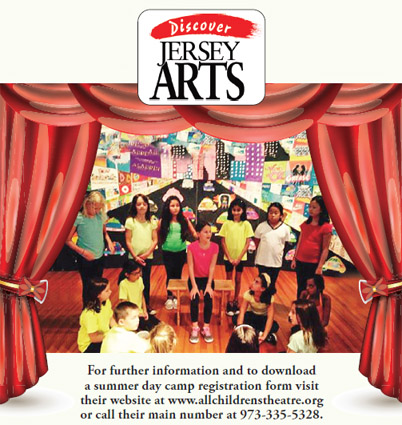 Discover
JERSEY
ARTS
For further information and to download
a summer day camp registration form visit
their website at www.allchildrenstheatre.org
or call their main number at 973-335-5328.